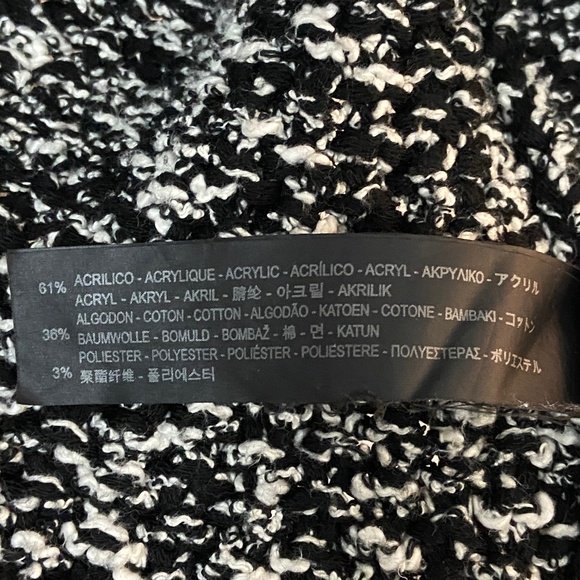 61% ACRILICO - ACRYLIQUE - ACRYLIC - ACRÍLICO - ACRYL - ΑΚΡΥΛΙΚΟ - アクリル
ACRYL - AKRYL - AKRIL - 腈纶 - 아크릴 - AKRILIK
ALGODON - COTON - COTTON - ALGODÃO - KATOEN - COTONE - BAMBAKI - コットン
36% BAUMWOLLE - BOMULD - BOMBAŽ - 棉 - 면 - KATUN
POLIESTER - POLYESTER - POLIÉSTER - POLIESTERE - ΠΟΛΥΕΣΤΕΡΑΣ - ポリエステル
3% 聚酯纤维 - 폴리에스터